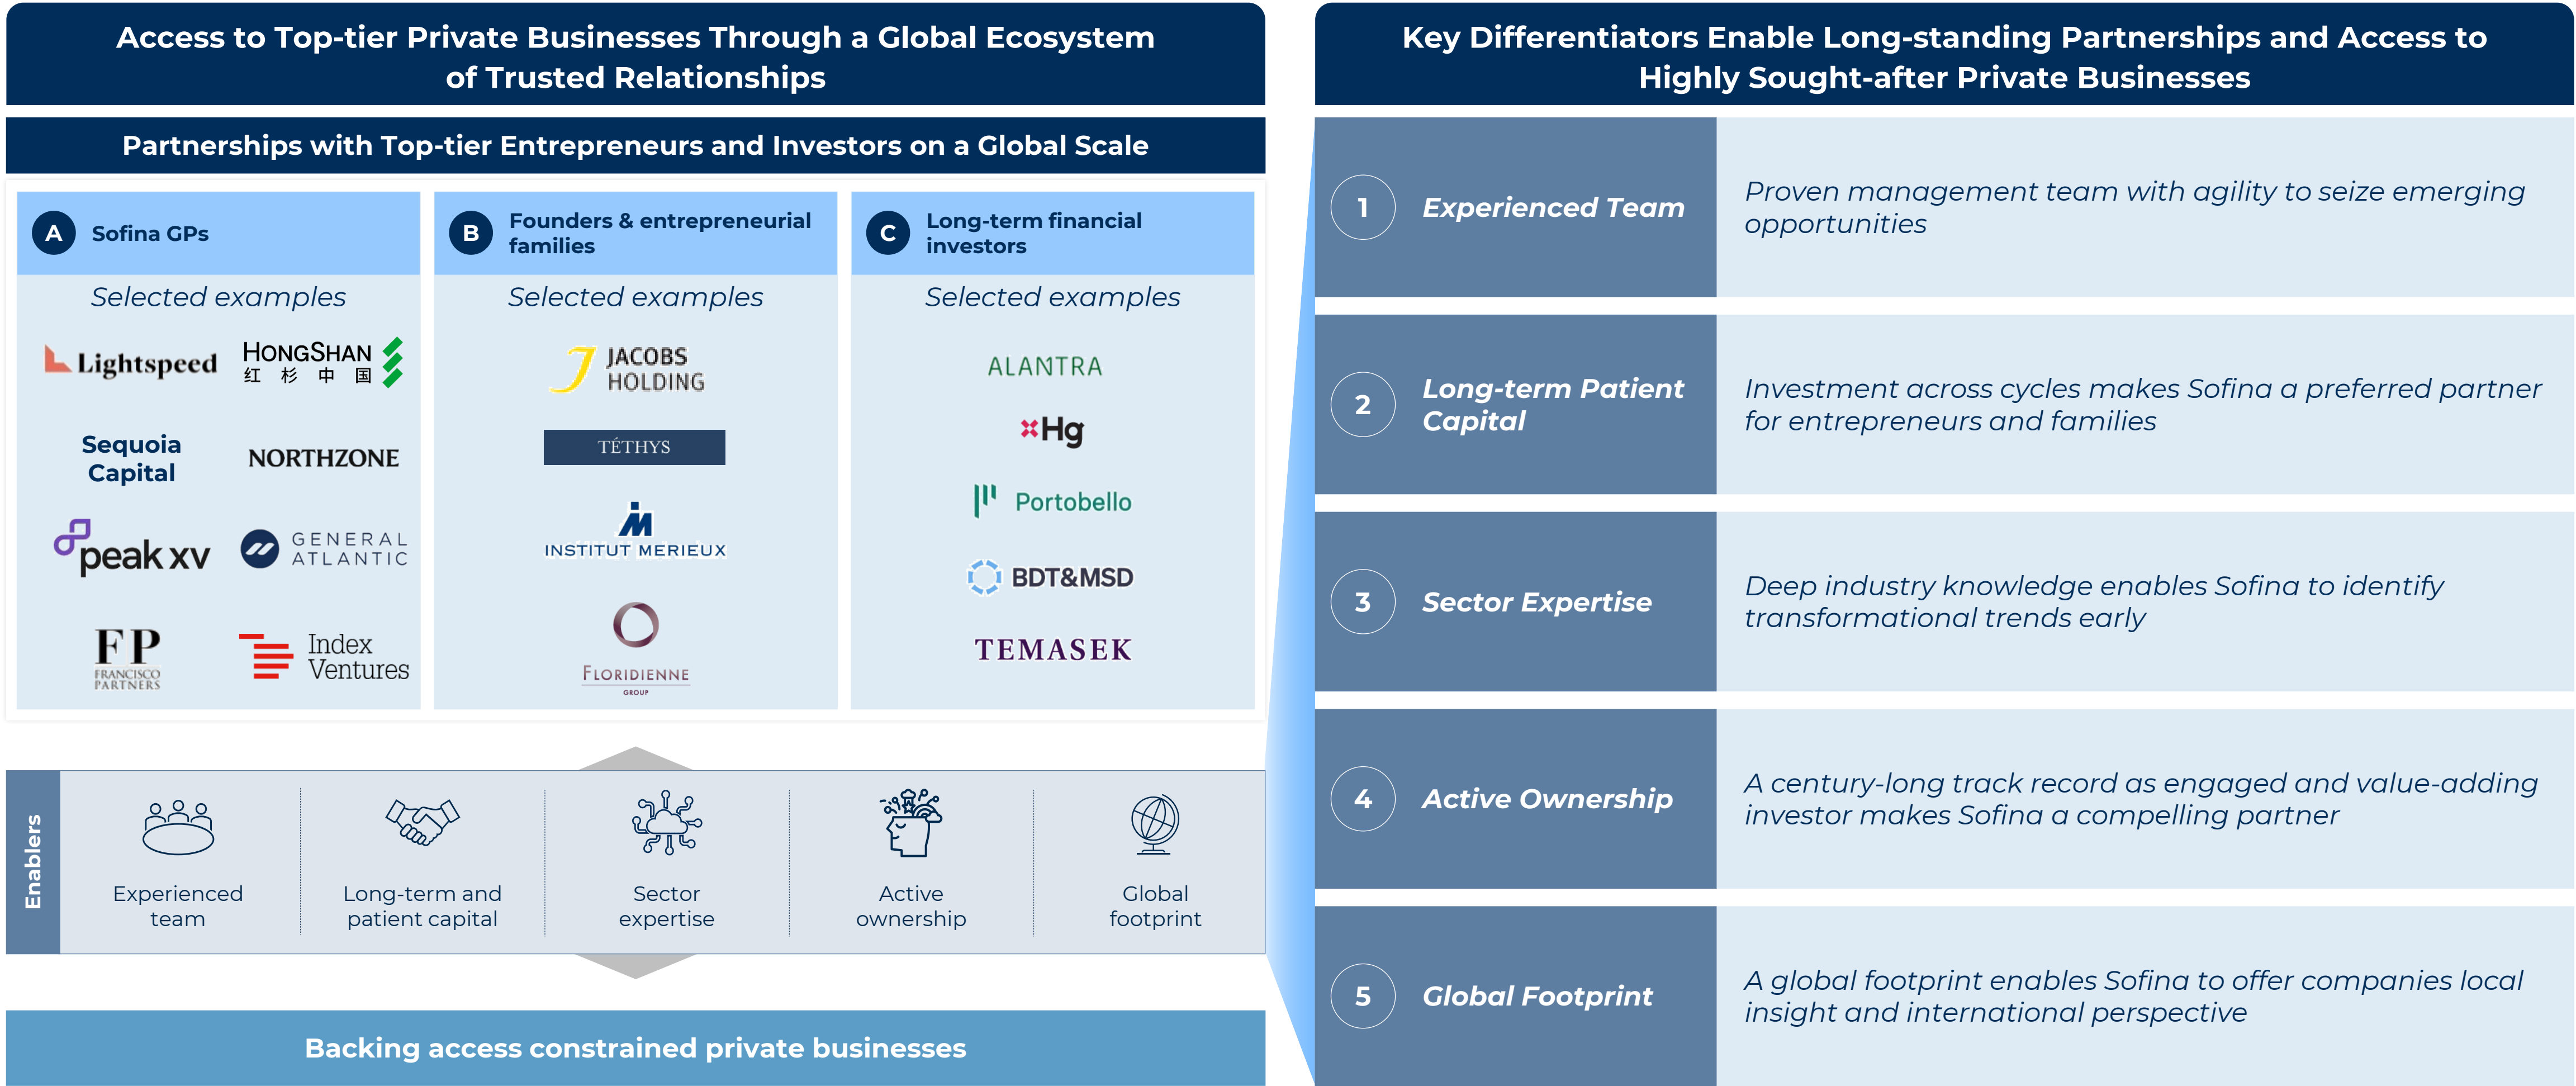 Access to Top-tier Private Businesses Through a Global Ecosystem
of Trusted Relationships
Partnerships with Top-tier Entrepreneurs and Investors on a Global Scale
A
Sofina GPs
Selected examples
Lightspeed
HONGSHAN
红杉中国
Sequoia
Capital
NORTHZONE
peak xv
GENERAL
ATLANTIC
FP
FRANCISCO
PARTNERS
Index
Ventures
B
Founders & entrepreneurial
families
Selected examples
J
JACOBS
HOLDING
TÉTHYS
iM
INSTITUT MERIEUX
FLORIDIENNE
GROUP
C
Long-term financial
investors
Selected examples
ALANTRA
Hg
Portobello
BDT&MSD
TEMASEK
Enablers
Experienced
team
Long-term and
patient capital
Sector
expertise
Active
ownership
Global
footprint
Backing access constrained private businesses
Key Differentiators Enable Long-standing Partnerships and Access to
Highly Sought-after Private Businesses
1
Experienced Team
Proven management team with agility to seize emerging
opportunities
2
Long-term Patient
Capital
Investment across cycles makes Sofina a preferred partner
for entrepreneurs and families
3
Sector Expertise
Deep industry knowledge enables Sofina to identify
transformational trends early
4
Active Ownership
A century-long track record as engaged and value-adding
investor makes Sofina a compelling partner
5
Global Footprint
A global footprint enables Sofina to offer companies local
insight and international perspective